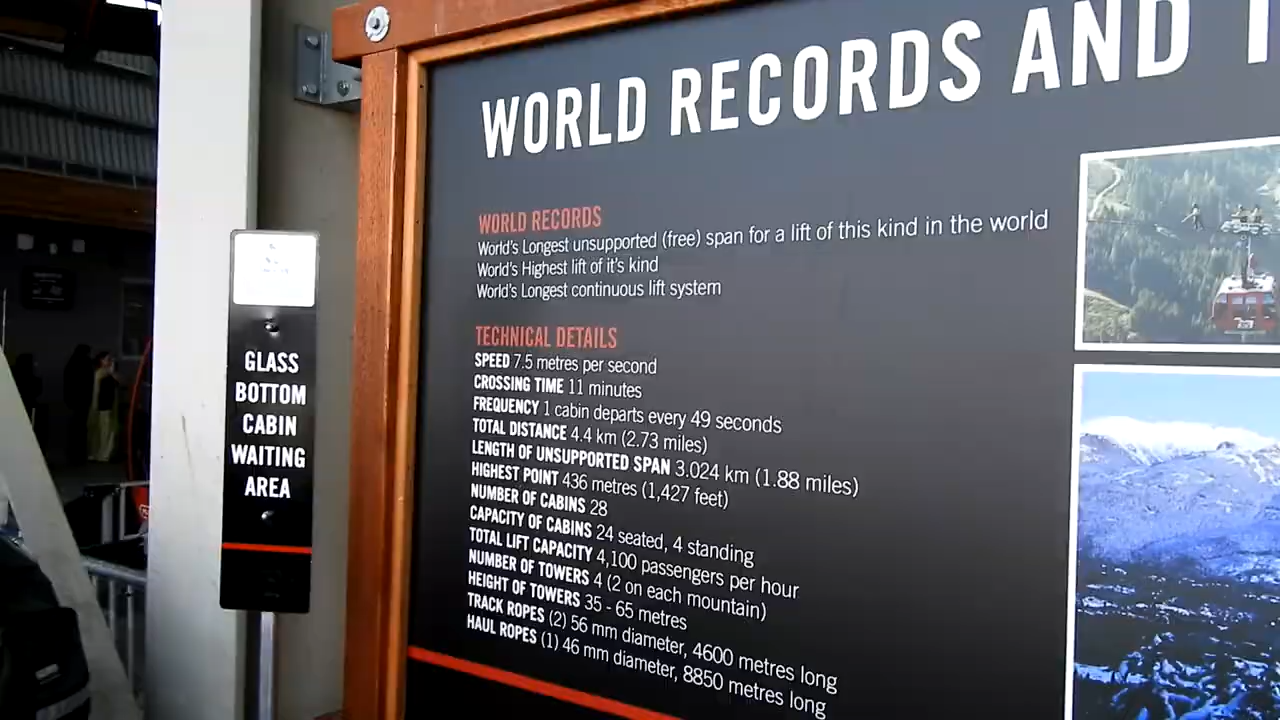 WORLD RECORDS AND
WORLD RECORDS
World's Longest unsupported (free) span for a lift of this kind in the world
World's Highest lift of it's kind
World's Longest continuous lift system
TECHNICAL DETAILS
SPEED 7.5 metres per second
CROSSING TIME 11 minutes
FREQUENCY 1 cabin departs every 49 seconds
TOTAL DISTANCE 4.4 km (2.73 miles)
LENGTH OF UNSUPPORTED SPAN 3.024 km (1.88 miles)
HIGHEST POINT 436 metres (1,427 feet)
NUMBER OF CABINS 28
CAPACITY OF CABINS 24 seated, 4 standing
TOTAL LIFT CAPACITY 4,100 passengers per hour
NUMBER OF TOWERS 4 (2 on each mountain)
HEIGHT OF TOWERS 35 - 65 metres
TRACK ROPES (2) 56 mm diameter, 4600 metres long
HAUL ROPES (1) 46 mm diameter, 8850 metres long
GLASS
BOTTOM
CABIN
WAITING
AREA